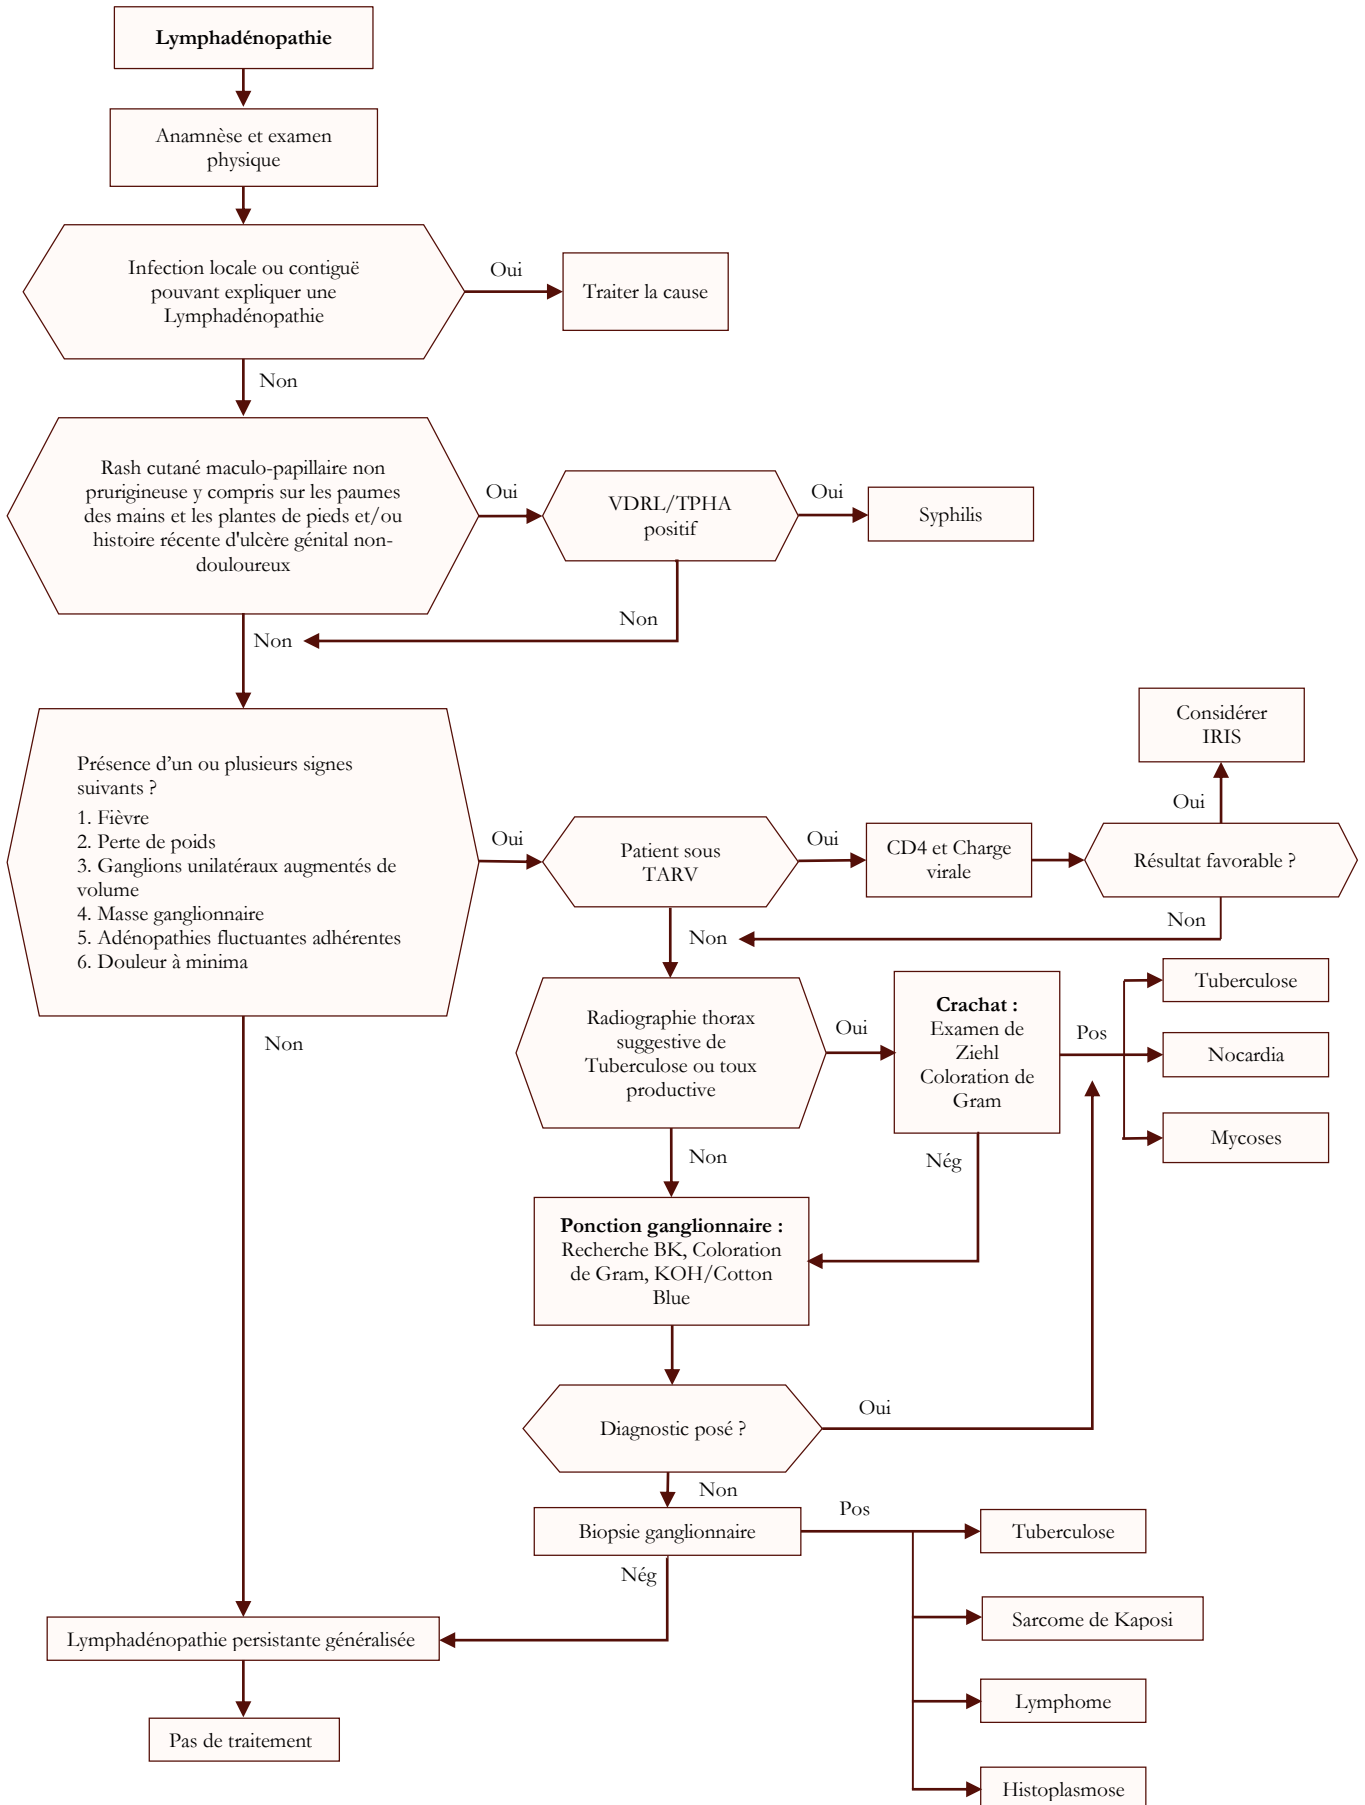 Lymphadénopathie
Anamnèse et examen
physique
Infection locale ou contiguë
pouvant expliquer une
Lymphadénopathie
Oui
Traiter la cause
Non
Rash cutané maculo-papillaire non
prurigineuse y compris sur les paumes
des mains et les plantes de pieds et/ou
histoire récente d'ulcère génital non-
douloureux
Oui
VDRL/TPHA
positif
Oui
Syphilis
Non
Non
Présence d’un ou plusieurs signes
suivants ?
1. Fièvre
2. Perte de poids
3. Ganglions unilatéraux augmentés de
volume
4. Masse ganglionnaire
5. Adénopathies fluctuantes adhérentes
6. Douleur à minima
Oui
Patient sous
TARV
Oui
CD4 et Charge
virale
Résultat favorable ?
Oui
Considérer
IRIS
Non
Non
Non
Radiographie thorax
suggestive de
Tuberculose ou toux
productive
Oui
Crachat :
Examen de
Ziehl
Coloration de
Gram
Pos
Tuberculose
Nocardia
Mycoses
Non
Nég
Ponction ganglionnaire :
Recherche BK, Coloration
de Gram, KOH/Cotton
Blue
Diagnostic posé ?
Oui
Non
Biopsie ganglionnaire
Pos
Tuberculose
Sarcome de Kaposi
Lymphome
Histoplasmose
Nég
Lymphadénopathie persistante généralisée
Pas de traitement